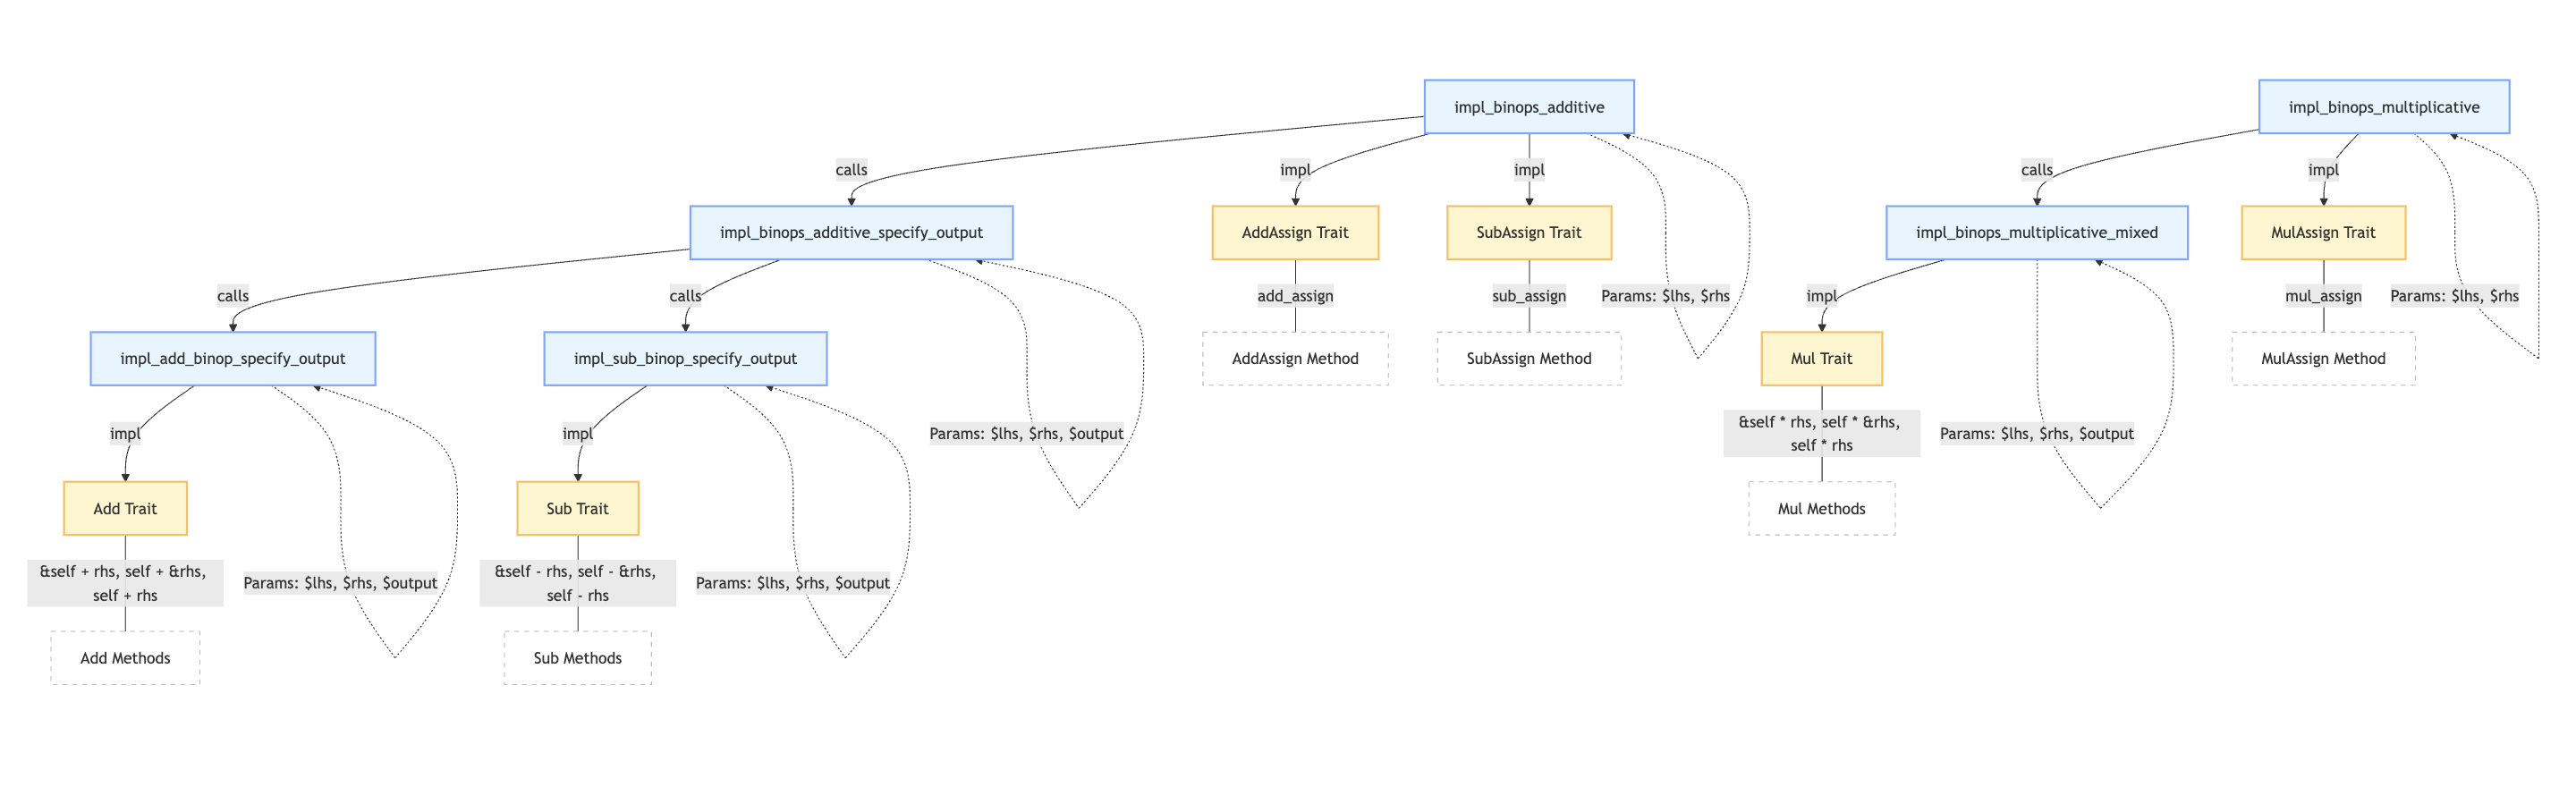 impl_binops_additive
impl_binops_multiplicative
calls
impl
impl
calls
impl
impl_binops_additive_specify_output
AddAssign Trait
SubAssign Trait
impl_binops_multiplicative_mixed
MulAssign Trait
calls
calls
add_assign
sub_assign
Params: $lhs, $rhs
impl
mul_assign
Params: $lhs, $rhs
impl_add_binop_specify_output
impl_sub_binop_specify_output
AddAssign Method
SubAssign Method
Mul Trait
MulAssign Method
impl
impl
Params: $lhs, $rhs, $output
&self * rhs, self * &rhs,
self * rhs
Params: $lhs, $rhs, $output
Add Trait
Sub Trait
Mul Methods
&self + rhs, self + &rhs,
self + rhs
Params: $lhs, $rhs, $output
&self - rhs, self - &rhs,
self - rhs
Params: $lhs, $rhs, $output
Add Methods
Sub Methods